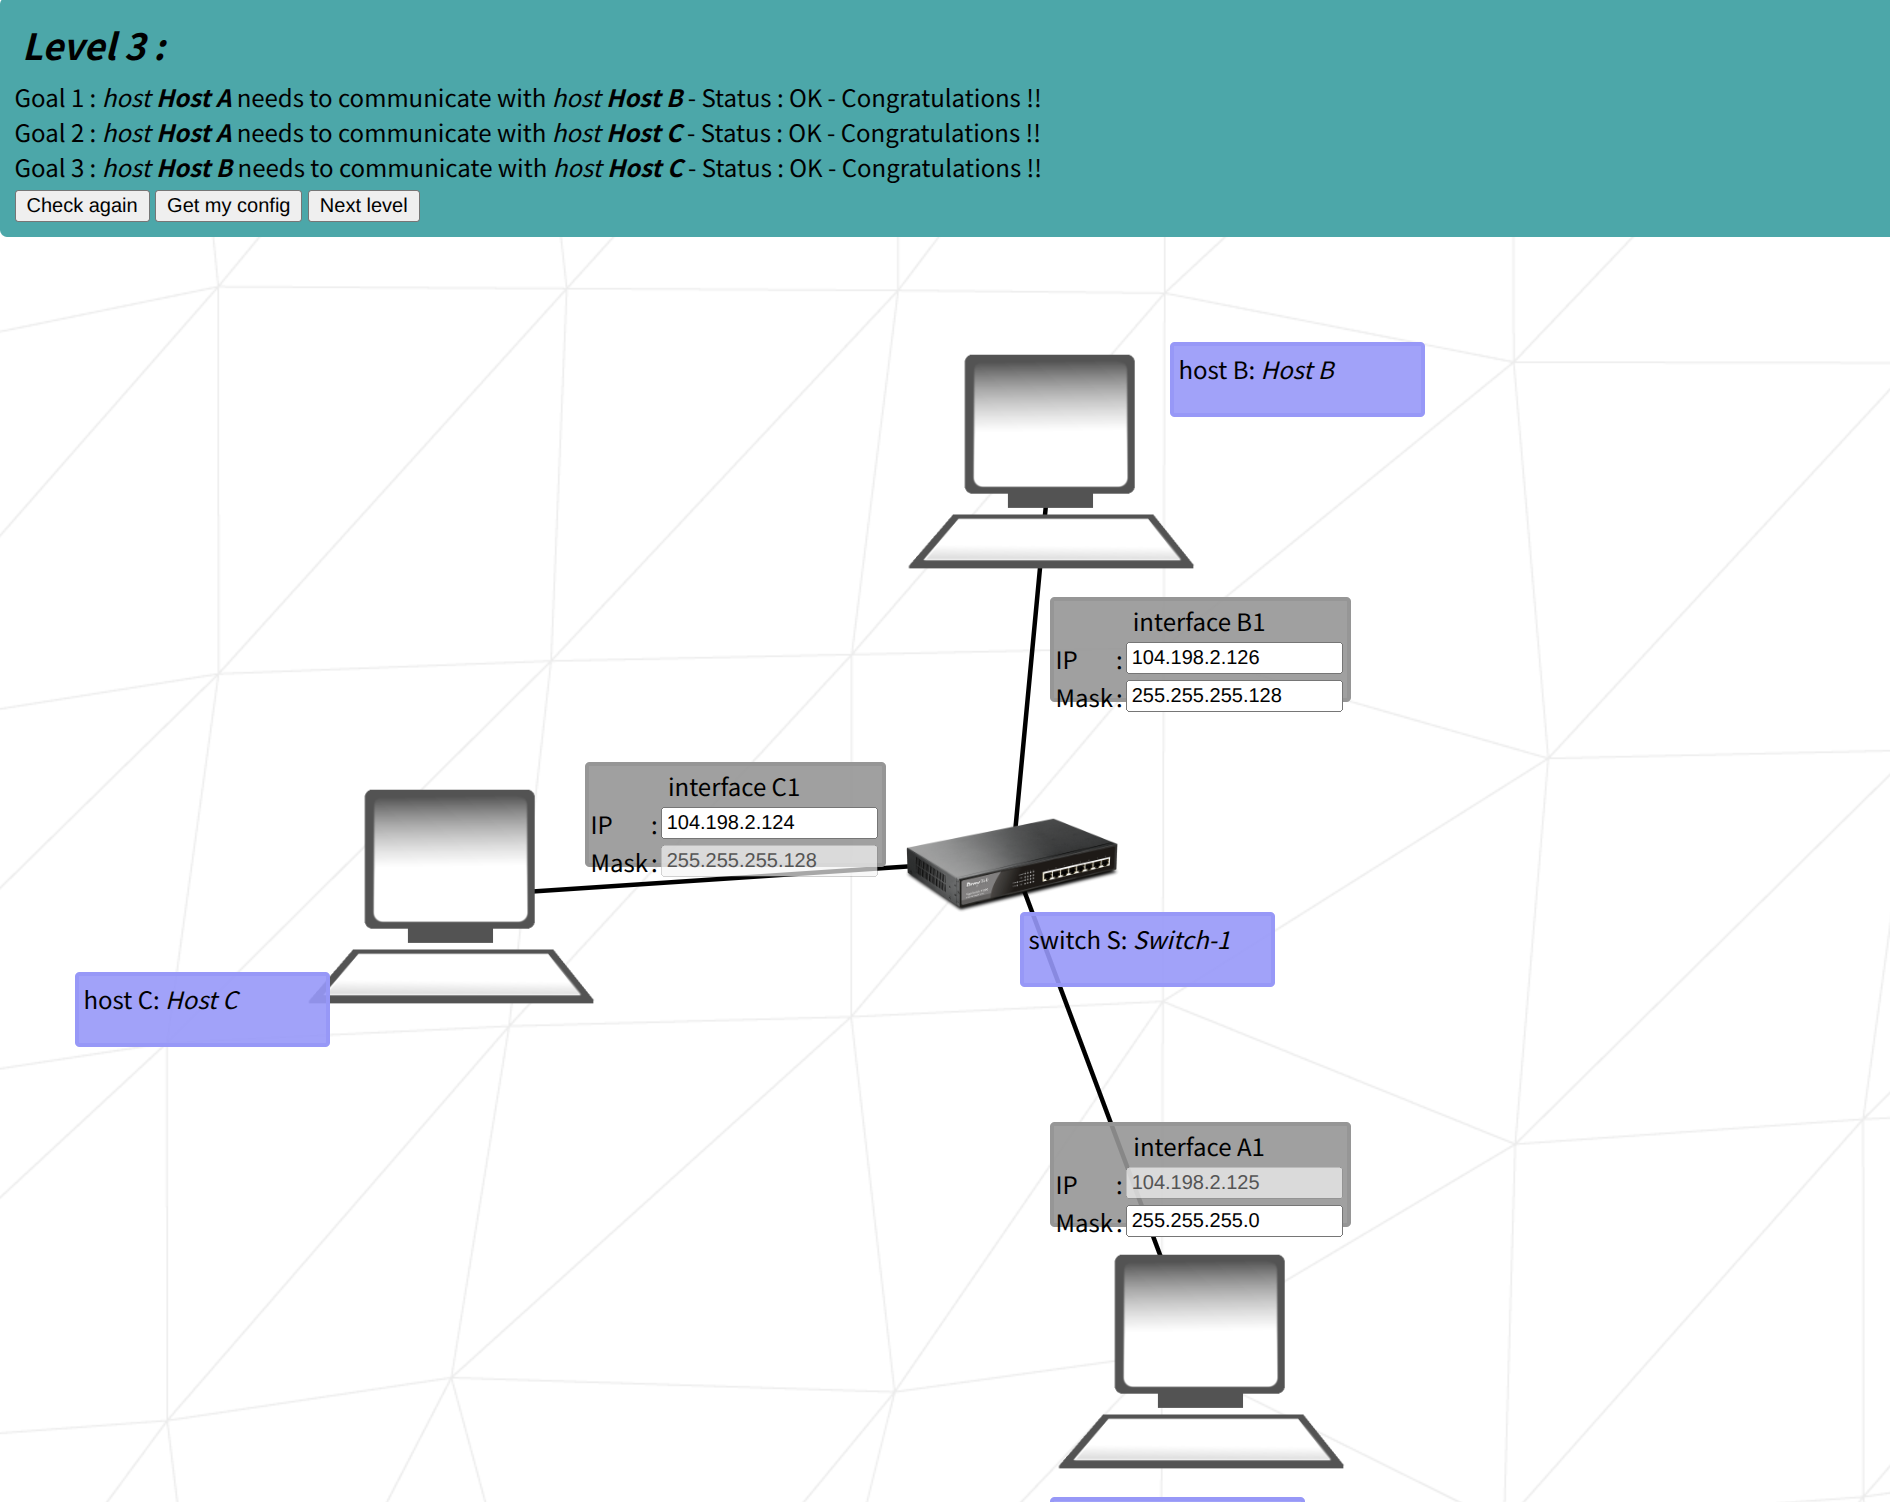 Level 3 :
Goal 1 : host Host A needs to communicate with host Host B - Status : OK - Congratulations !!
Goal 2 : host Host A needs to communicate with host Host C - Status : OK - Congratulations !!
Goal 3 : host Host B needs to communicate with host Host C - Status : OK - Congratulations !!
Check again Get my config Next level
host B: Host B
interface B1
IP : 104.198.2.126
Mask : 255.255.255.128
interface C1
IP : 104.198.2.124
Mask : 255.255.255.128
switch S: Switch-1
host C: Host C
interface A1
IP : 104.198.2.125
Mask : 255.255.255.0